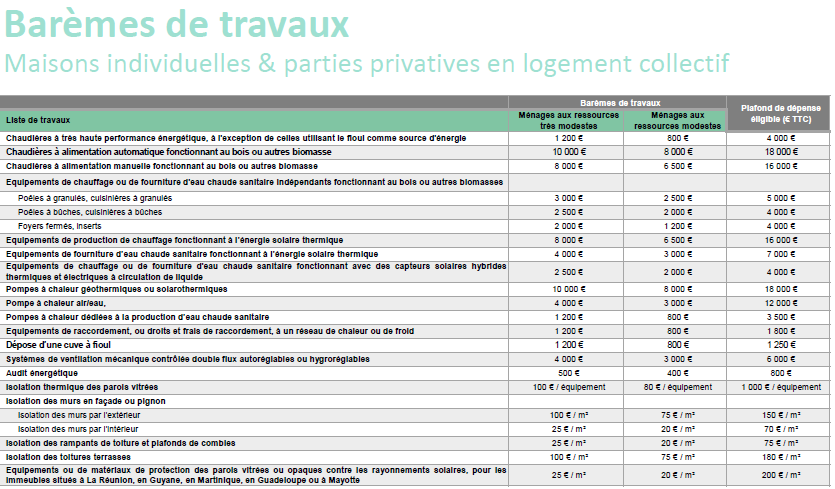 Barèmes de travaux
Maisons individuelles & parties privatives en logement collectif
Barèmes de travaux
Plafond de dépense éligible (€ TTC)
Liste de travaux
Ménages aux ressources très modestes
Ménages aux ressources modestes
Chaudières à très haute performance énergétique, à l'exception de celles utilisant le fioul comme source d'énergie 1 200 € 800 € 4 000 €
Chaudières à alimentation automatique fonctionnant au bois ou autres biomasse 10 000 € 8 000 € 18 000 €
Chaudières à alimentation manuelle fonctionnant au bois ou autres biomasse 8 000 € 6 500 € 16 000 €
Equipements de chauffage ou de fourniture d'eau chaude sanitaire indépendants fonctionnant au bois ou autres biomasses
Poêles à granulés, cuisinières à granulés 3 000 € 2 500 € 5 000 €
Poêles à bûches, cuisinières à bûches 2 500 € 2 000 € 4 000 €
Foyers fermés, inserts 2 000 € 1 200 € 4 000 €
Equipements de production de chauffage fonctionnant à l'énergie solaire thermique 8 000 € 6 500 € 16 000 €
Equipements de fourniture d'eau chaude sanitaire fonctionnant à l'énergie solaire thermique 4 000 € 3 000 € 7 000 €
Equipements de chauffage ou de fourniture d'eau chaude sanitaire fonctionnant avec des capteurs solaires hybrides
thermiques et électriques à circulation de liquide 2 500 € 2 000 € 4 000 €
Pompes à chaleur géothermiques ou solarothermiques 10 000 € 8 000 € 18 000 €
Pompe à chaleur air/eau, 4 000 € 3 000 € 12 000 €
Pompes à chaleur dédiées à la production d'eau chaude sanitaire 1 200 € 800 € 3 500 €
Equipements de raccordement, ou droits et frais de raccordement, à un réseau de chaleur ou de froid 1 200 € 800 € 1 800 €
Dépose d'une cuve à fioul 1 200 € 800 € 1 250 €
Systèmes de ventilation mécanique contrôlée double flux autoréglables ou hygroréglables 4 000 € 3 000 € 6 000 €
Audit énergétique 500 € 400 € 800 €
Isolation thermique des parois vitrées 100 € / équipement 80 € / équipement 1 000 € / équipement
Isolation des murs en façade ou pignon
Isolation des murs par l'extérieur 100 € / m² 75 € / m² 150 € / m²
Isolation des murs par l'intérieur 25 € / m² 20 € / m² 70 € / m²
Isolation des rampants de toiture et plafonds de combles 25 € / m² 20 € / m² 75 € / m²
Isolation des toitures terrasses 100 € / m² 75 € / m² 180 € / m²
Equipements ou de matériaux de protection des parois vitrées ou opaques contre les rayonnements solaires, pour les
immeubles situés à La Réunion, en Guyane, en Martinique, en Guadeloupe ou à Mayotte 25 € / m² 20 € / m² 200 € / m²